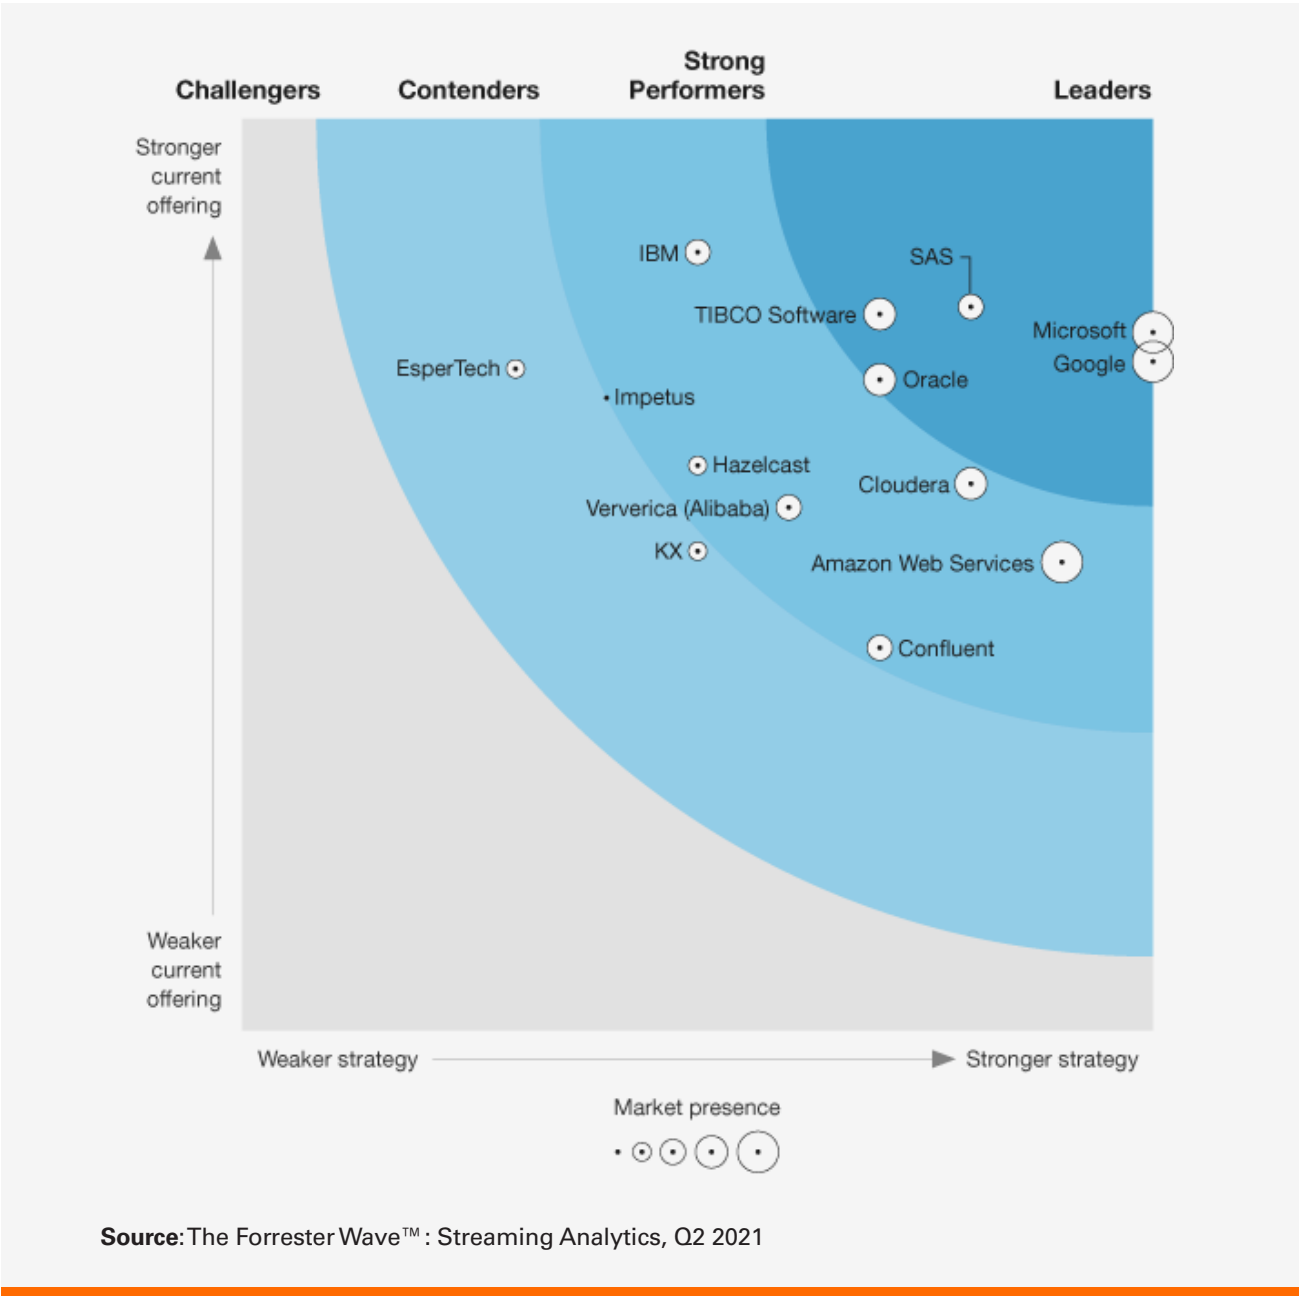 Strong
Challengers Contenders Performers Leaders
Stronger
current
offering
IBM
SAS
TIBCO Software
Microsoft
Google
EsperTech
Oracle
Impetus
Hazelcast
Cloudera
Ververica (Alibaba)
KX
Amazon Web Services
Confluent
Weaker
current
offering
Weaker strategy Stronger strategy
Market presence
Source: The Forrester Wave™ : Streaming Analytics, Q2 2021